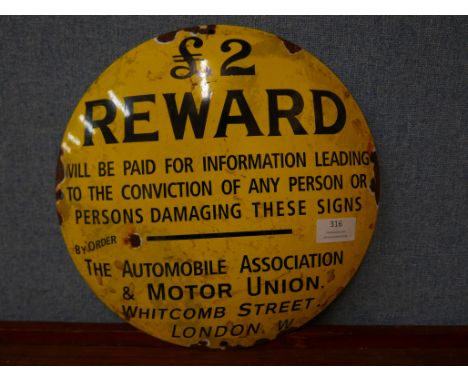 £2
REWARD
WILL BE PAID FOR INFORMATION LEADING
TO THE CONVICTION OF ANY PERSON OR
PERSONS DAMAGING THESE SIGNS
316
BY ORDER
THE AUTOMOBILE ASSOCIATION
& MOTOR UNION.
WHITCOMB STREET.
LONDON. W.